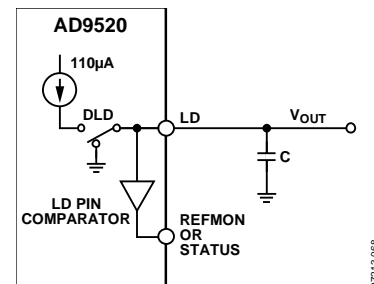 AD9520
110µA
DLD
LD
VOUT
C
LD PIN
COMPARATOR
REFMON
OR
STATUS